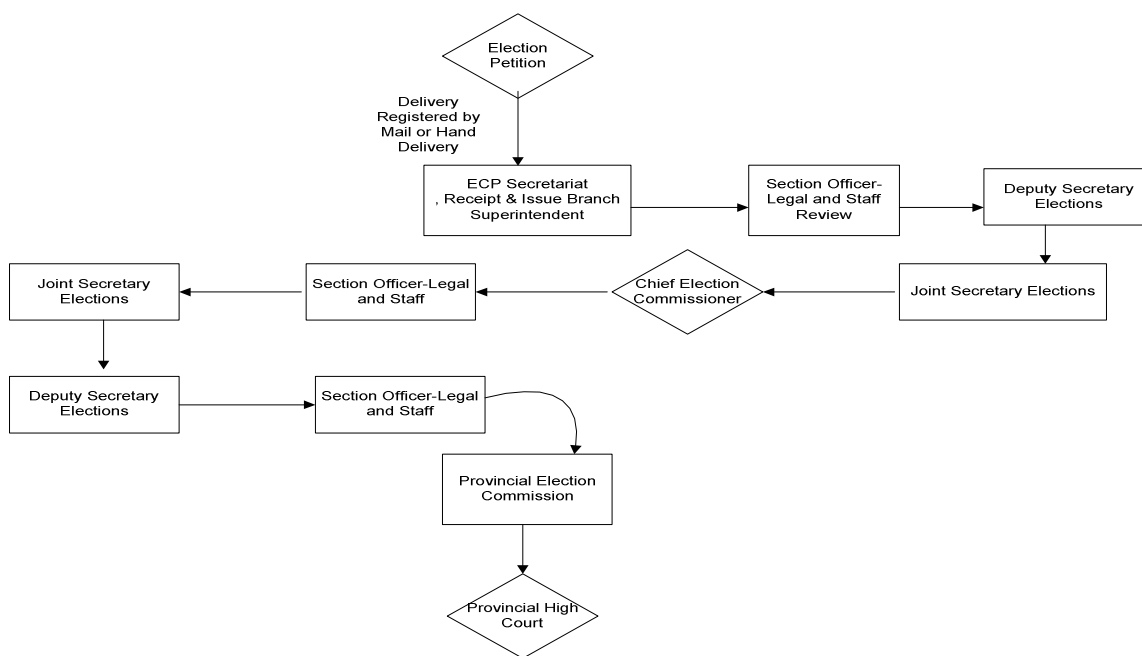 Election
Petition
Delivery
Registered by
Mail or Hand
Delivery
ECP Secretariat
, Receipt & Issue Branch
Superintendent
Section Officer-
Legal and Staff
Review
Deputy Secretary
Elections
Joint Secretary Elections
Chief Election
Commissioner
Section Officer-Legal
and Staff
Joint Secretary
Elections
Deputy Secretary
Elections
Section Officer-Legal
and Staff
Provincial Election
Commission
Provincial High
Court